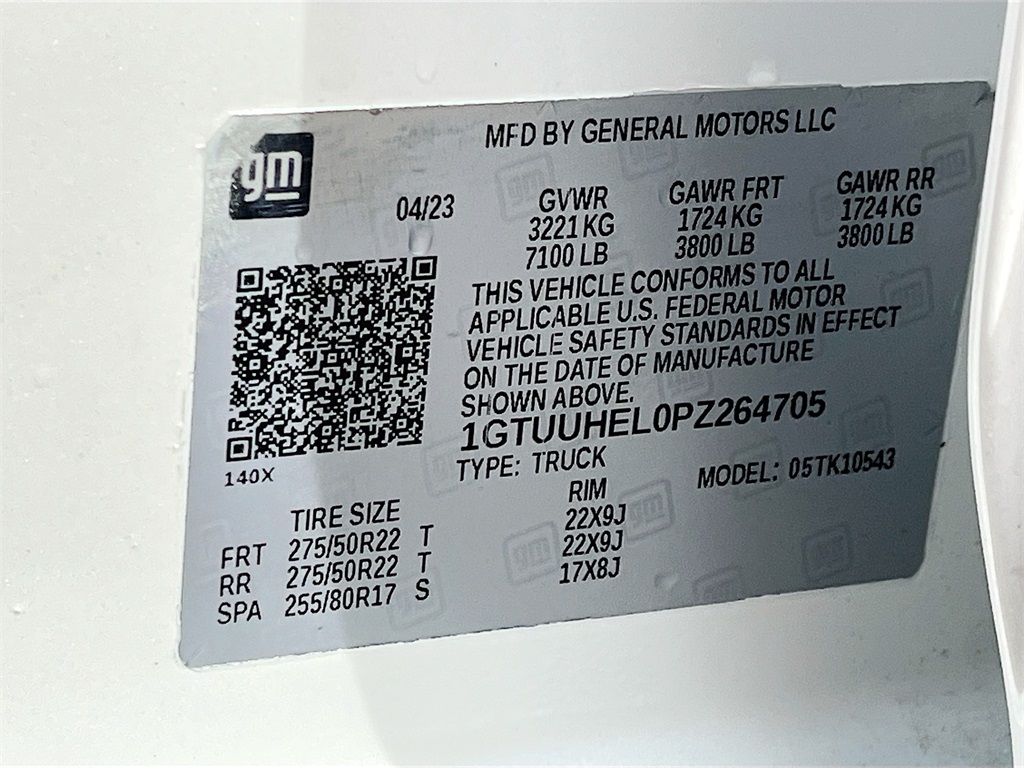 MFD BY GENERAL MOTORS LLC
gm
04/23
GVWR GAWR FRT GAWR RR
3221 KG 1724 KG 1724 KG
7100 LB 3800 LB 3800 LB
THIS VEHICLE CONFORMS TO ALL
APPLICABLE U.S. FEDERAL MOTOR
VEHICLE SAFETY STANDARDS IN EFFECT
ON THE DATE OF MANUFACTURE
SHOWN ABOVE.
1GTUUHEL0PZ264705
140X
TYPE: TRUCK MODEL: 05TK10543
TIRE SIZE RIM
FRT 275/50R22 T 22X9J
RR 275/50R22 T 22X9J
SPA 255/80R17 S 17X8J